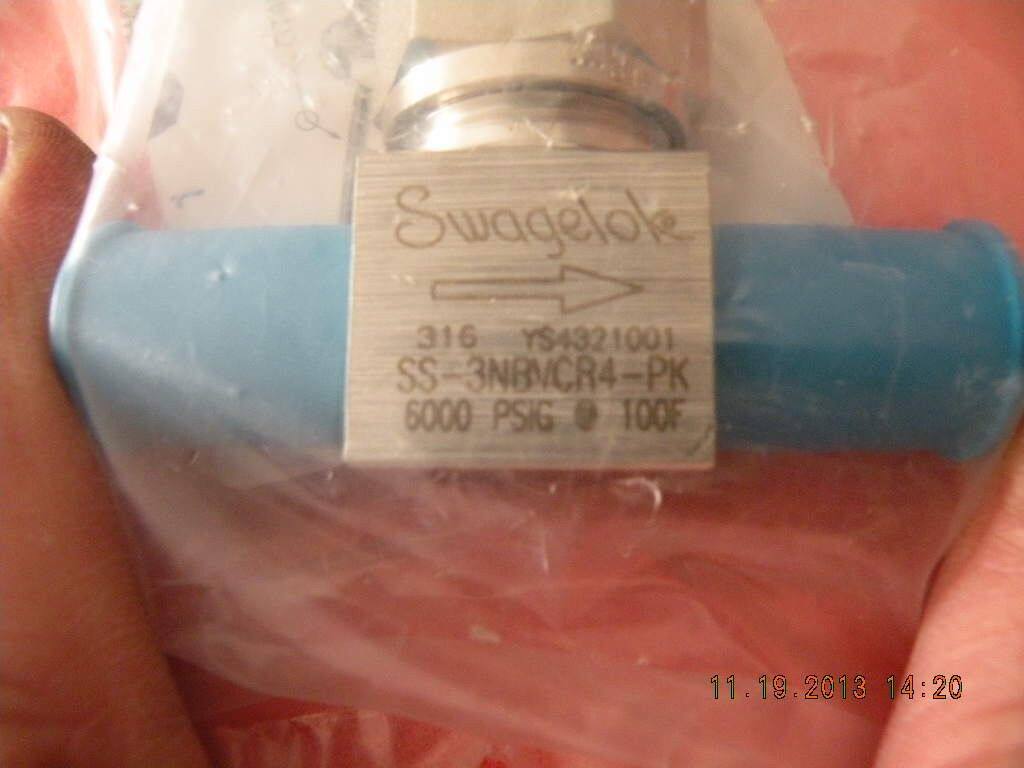 Swagelok
316 YS4321001
SS-3NBVCR4-PK
6000 PSIG @ 100F
11.19.2013 14:20